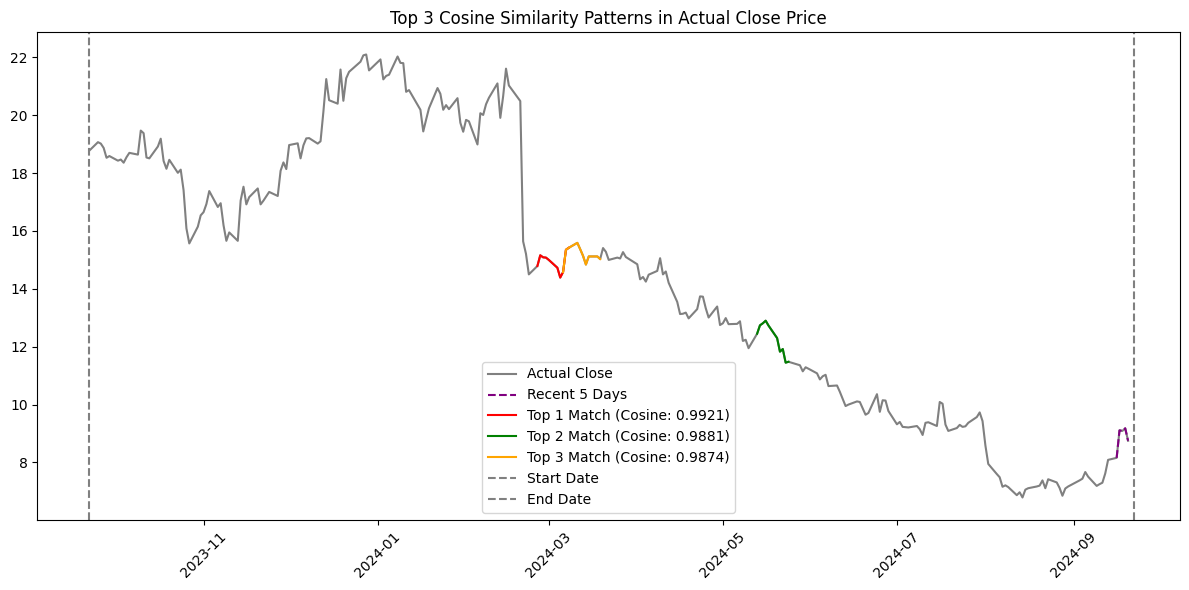 Top 3 Cosine Similarity Patterns in Actual Close Price
22
20
18
16
14
12
10
8
Actual Close
Recent 5 Days
Top 1 Match (Cosine: 0.9921)
Top 2 Match (Cosine: 0.9881)
Top 3 Match (Cosine: 0.9874)
Start Date
End Date
2023-11
2024-01
2024-03
2024-05
2024-07
2024-09